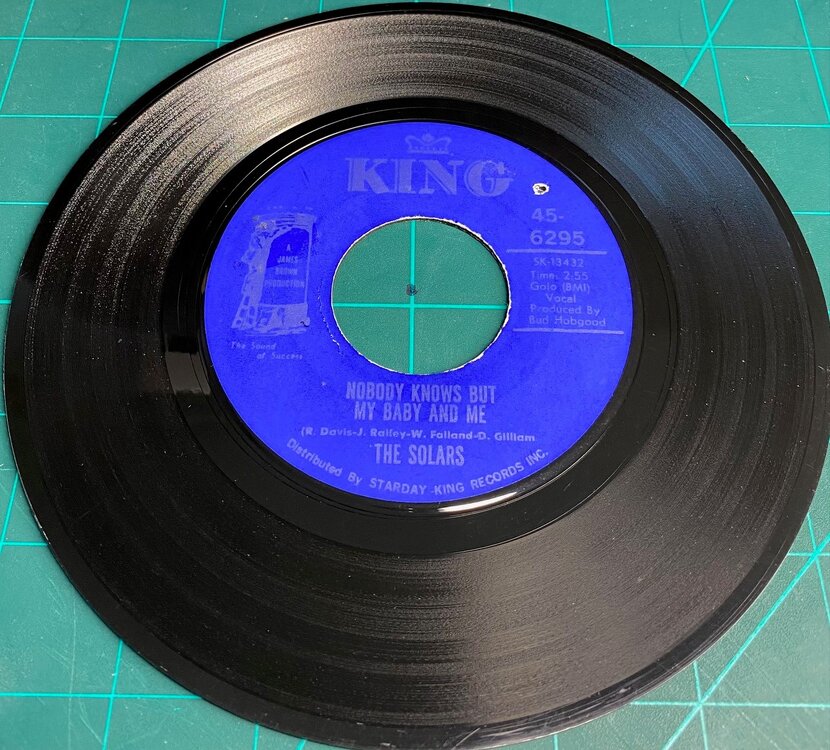 KING
45-
6295
SK-13432
Time: 2:55
Golo (BMI)
Vocal
Produced By
Bud Hobgood
A
JAMES
BROWN
PRODUCTION
The Sound
of Success
NOBODY KNOWS BUT
MY BABY AND ME
(R. Davis-J. Ralfey-W. Folland-D. Gilliam
THE SOLARS
Distributed By STARDAY-KING RECORDS INC.